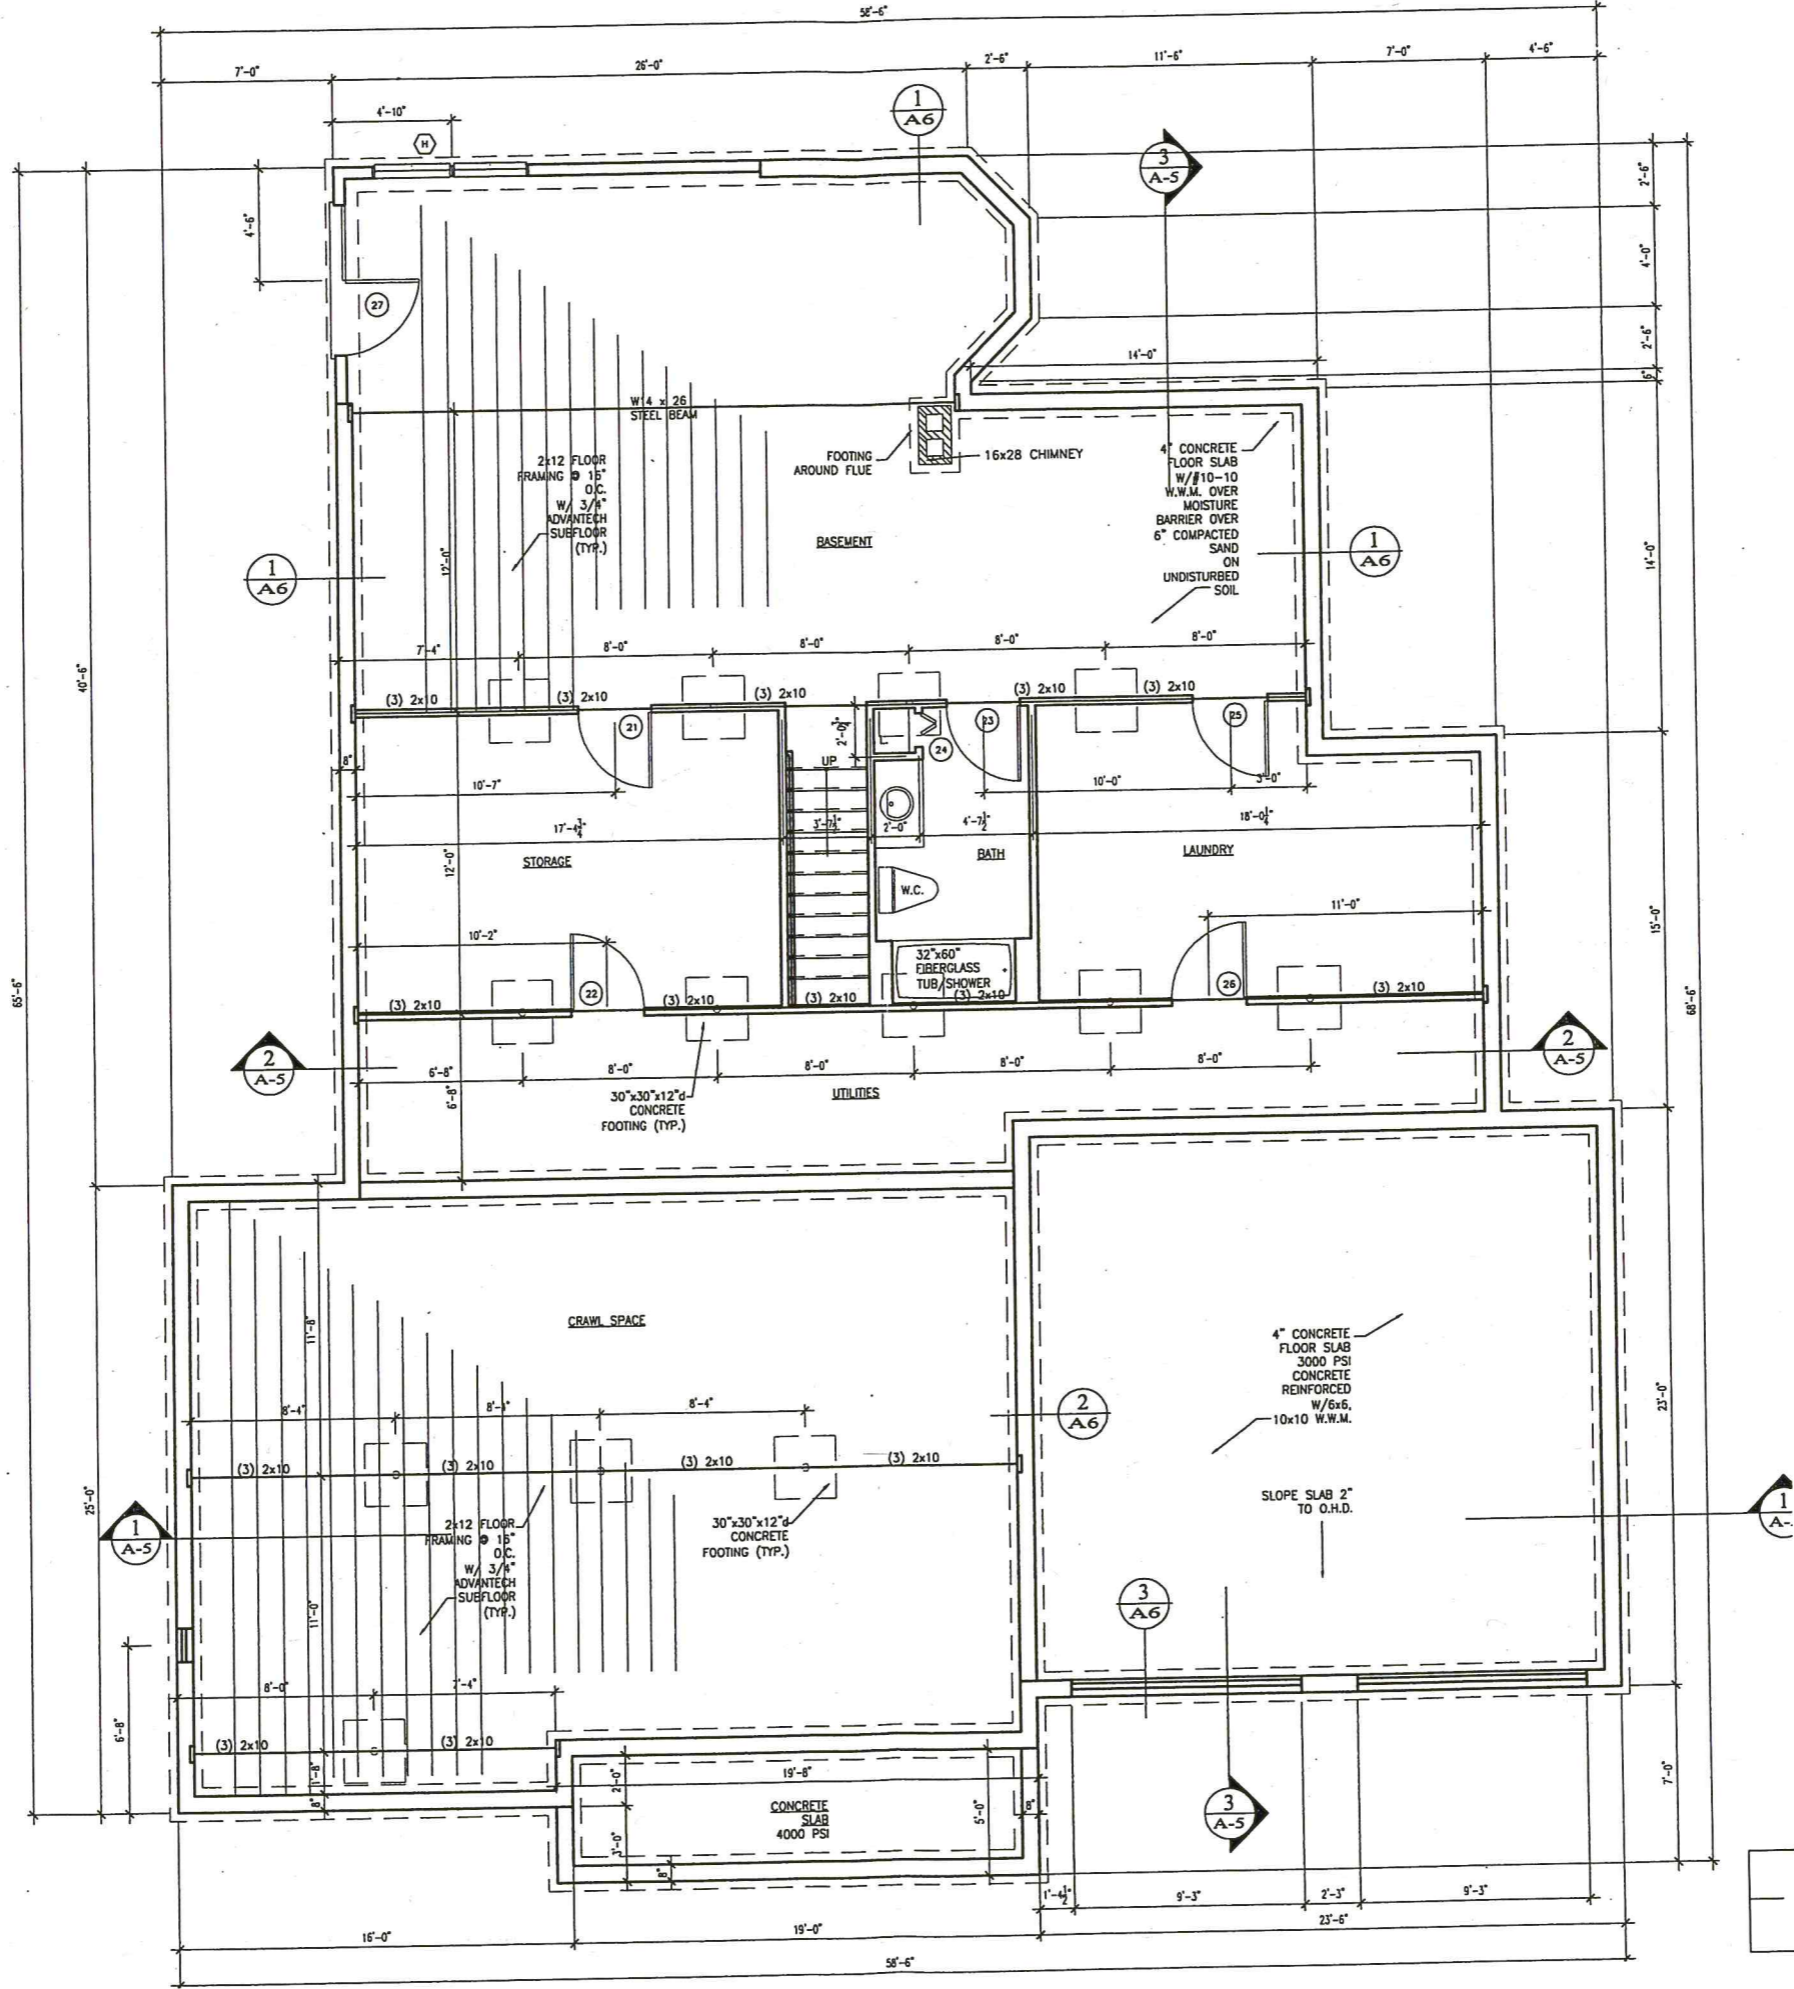 58'-6"
7'-0"
26'-0"
2'-6"
11'-6"
7'-0"
4'-6"
4'-10"
H
1
A6
3
A-5
2'-6"
4'-6"
4'-0"
27
2'-6"
6"
14'-0"
W14 x 26
STEEL BEAM
2x12 FLOOR
FRAMING @ 16"
O.C.
W/ 3/4"
ADVANTECH
SUBFLOOR
(TYP.)
FOOTING
AROUND FLUE
16x28 CHIMNEY
4" CONCRETE
FLOOR SLAB
W/#10-10
W.W.M. OVER
MOISTURE
BARRIER OVER
6" COMPACTED
SAND
ON
UNDISTURBED
SOIL
BASEMENT
1
A6
1
A6
12'-0"
14'-0"
40'-6"
7'-4"
8'-0"
8'-0"
8'-0"
8'-0"
(3) 2x10
(3) 2x10
(3) 2x10
(3) 2x10
(3) 2x10
21
23
25
24
2'-0¾"
8"
UP
10'-7"
10'-0"
3'-0"
17'-4¾"
3'-7½"
2'-0"
4'-7½"
18'-0¼"
STORAGE
BATH
LAUNDRY
12'-0"
W.C.
11'-0"
15'-0"
10'-2"
32"x60"
FIBERGLASS
TUB/SHOWER
22
26
(3) 2x10
(3) 2x10
(3) 2x10
(3) 2x10
(3) 2x10
65'-6"
68'-6"
2
A-5
2
A-5
6'-8"
8'-0"
8'-0"
8'-0"
8'-0"
6'-8"
30"x30"x12"d
CONCRETE
FOOTING (TYP.)
UTILITIES
CRAWL SPACE
11'-8"
4" CONCRETE
FLOOR SLAB
3000 PSI
CONCRETE
REINFORCED
W/6x6,
10x10 W.W.M.
23'-0"
8'-4"
8'-4"
8'-4"
2
A6
(3) 2x10
(3) 2x10
(3) 2x10
(3) 2x10
25'-0"
SLOPE SLAB 2"
TO O.H.D.
1
A-5
1
A-
2x12 FLOOR
FRAMING @ 16"
O.C.
W/ 3/4"
ADVANTECH
SUBFLOOR
(TYP.)
30"x30"x12"d
CONCRETE
FOOTING (TYP.)
11'-0"
3
A6
8'-0"
7'-4"
6'-8"
(3) 2x10
(3) 2x10
1'-8"
8"
2'-0"
19'-8"
7'-0"
CONCRETE
SLAB
4000 PSI
5'-0"
8"
3
A-5
3'-0"
8"
1'-4½"
9'-3"
2'-3"
9'-3"
16'-0"
19'-0"
23'-6"
58'-6"